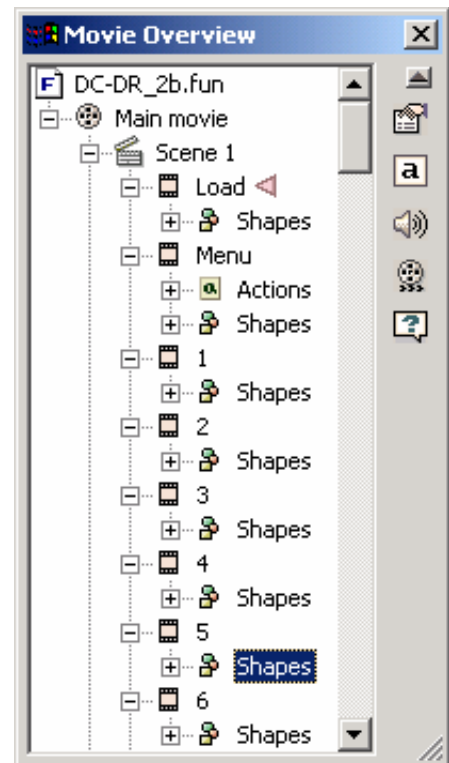 Movie Overview
DC-DR_2b.fun
Main movie
Scene 1
Load
Shapes
Menu
Actions
Shapes
1
Shapes
2
Shapes
3
Shapes
4
Shapes
5
Shapes
6
Shapes